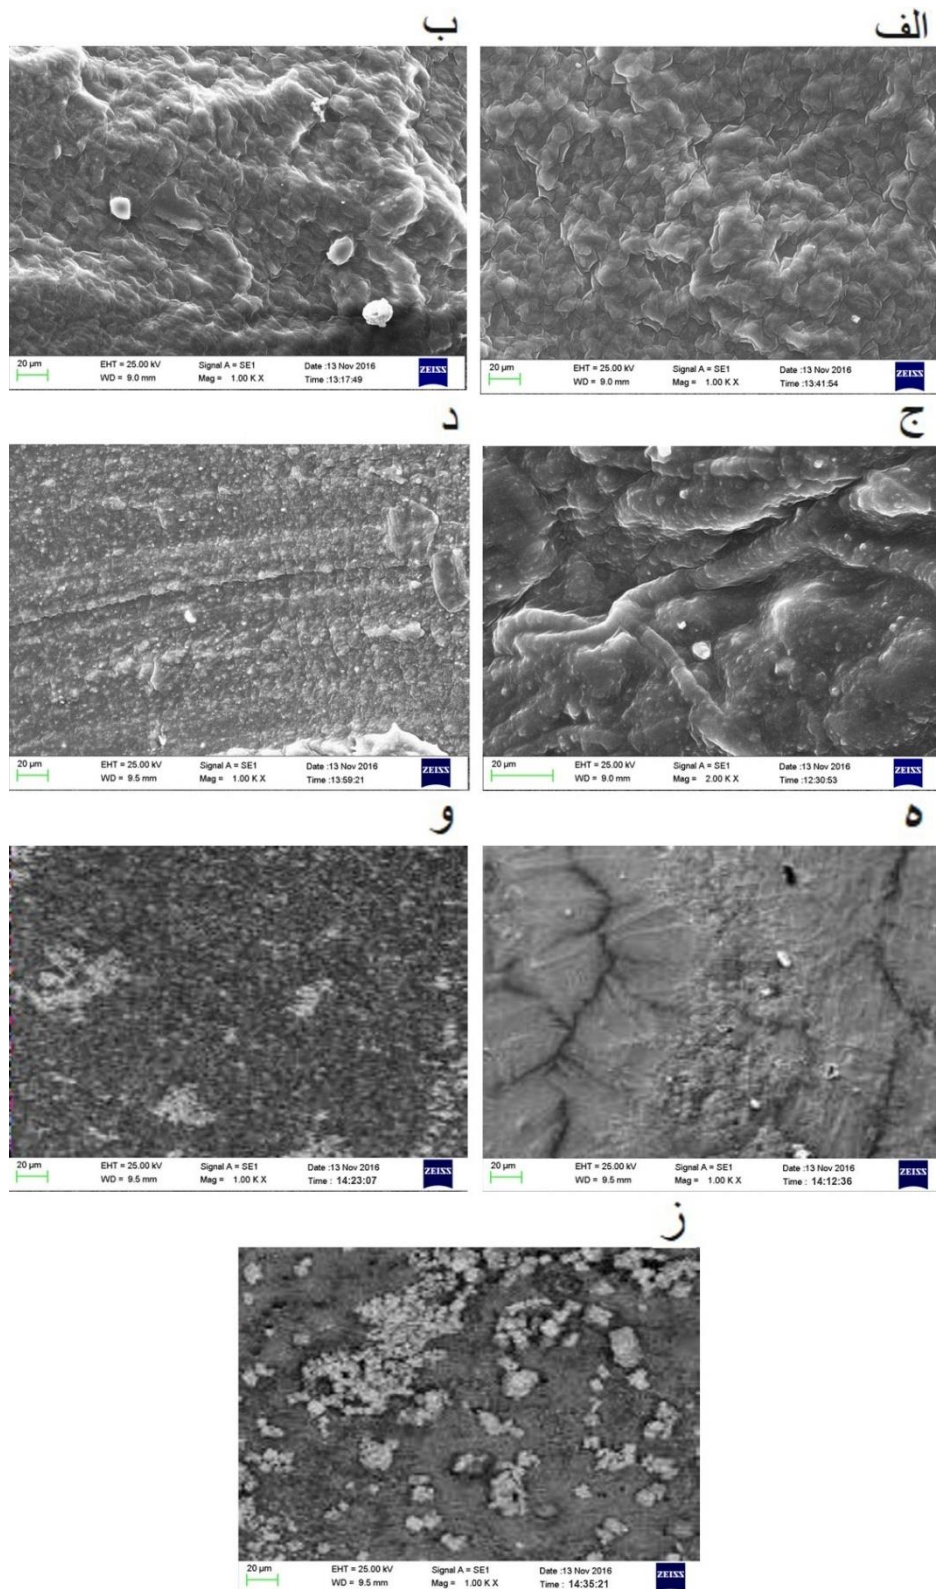 الف
ب
20 µm EHT = 25.00 kV Signal A = SE1 Date :13 Nov 2016 ZEISS
WD = 9.0 mm Mag = 1.00 K X Time :13:41:54
20 µm EHT = 25.00 kV Signal A = SE1 Date :13 Nov 2016 ZEISS
WD = 9.0 mm Mag = 1.00 K X Time :13:17:49
ج
د
20 µm EHT = 25.00 kV Signal A = SE1 Date :13 Nov 2016 ZEISS
WD = 9.0 mm Mag = 2.00 K X Time :12:30:53
20 µm EHT = 25.00 kV Signal A = SE1 Date :13 Nov 2016 ZEISS
WD = 9.5 mm Mag = 1.00 K X Time :13:59:21
ه
و
20 µm EHT = 25.00 kV Signal A = SE1 Date :13 Nov 2016 ZEISS
WD = 9.5 mm Mag = 1.00 K X Time : 14:12:36
20 µm EHT = 25.00 kV Signal A = SE1 Date :13 Nov 2016 ZEISS
WD = 9.5 mm Mag = 1.00 K X Time : 14:23:07
ز
20 µm EHT = 25.00 kV Signal A = SE1 Date :13 Nov 2016 ZEISS
WD = 9.5 mm Mag = 1.00 K X Time : 14:35:21